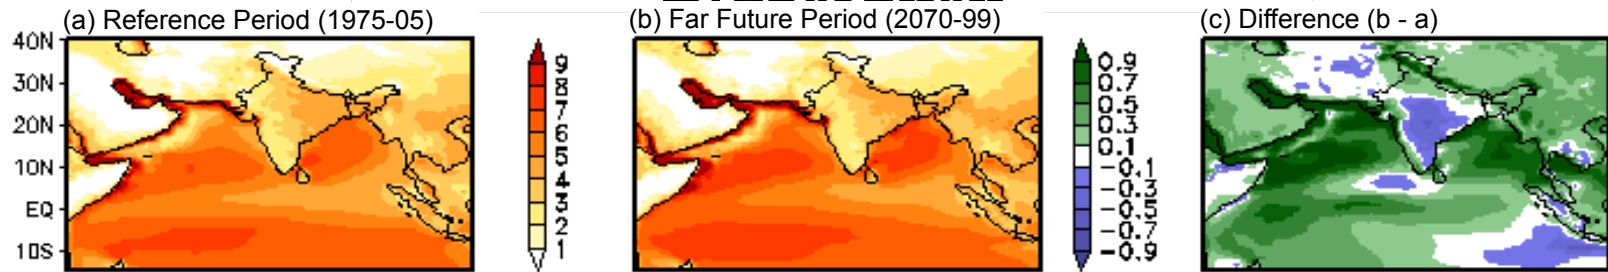 (a) Reference Period (1975-05)
(b) Far Future Period (2070-99)
(c) Difference (b - a)
40N
30N
20N
10N
EQ
10S
9
8
7
6
5
4
3
2
1
0.9
0.7
0.5
0.3
0.1
-0.1
-0.3
-0.5
-0.7
-0.9